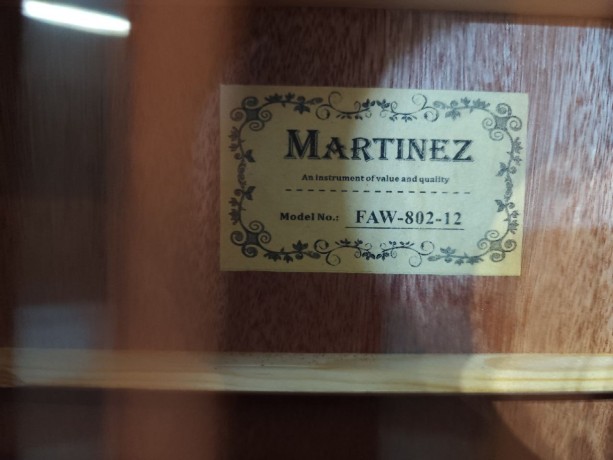 MARTINEZ
An instrument of value and quality
Model No.: FAW-802-12